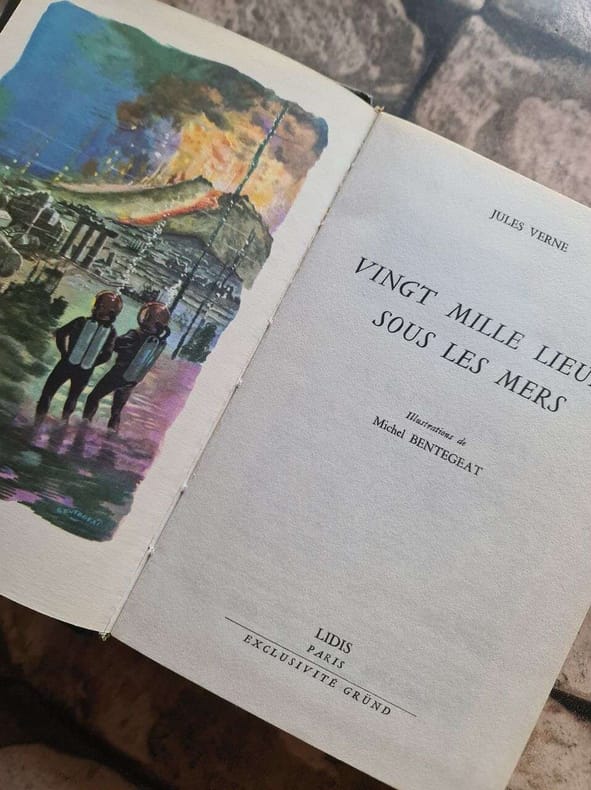 JULES VERNE
VINGT MILLE LIEU
SOUS LES MERS
Illustrations de
Michel BENTEGEAT
LIDIS
PARIS
EXCLUSIVITÉ GRÜND
BENTEGEAT